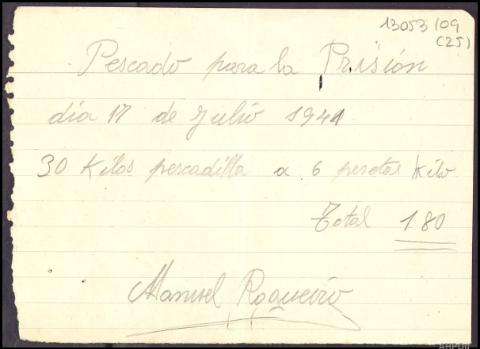 13053/09
(25)
Pescado para la Prisión
día 17 de Julio 1941
30 Kilos pescadilla a 6 pesetas kilo
Total 180
Manuel Roqueiro